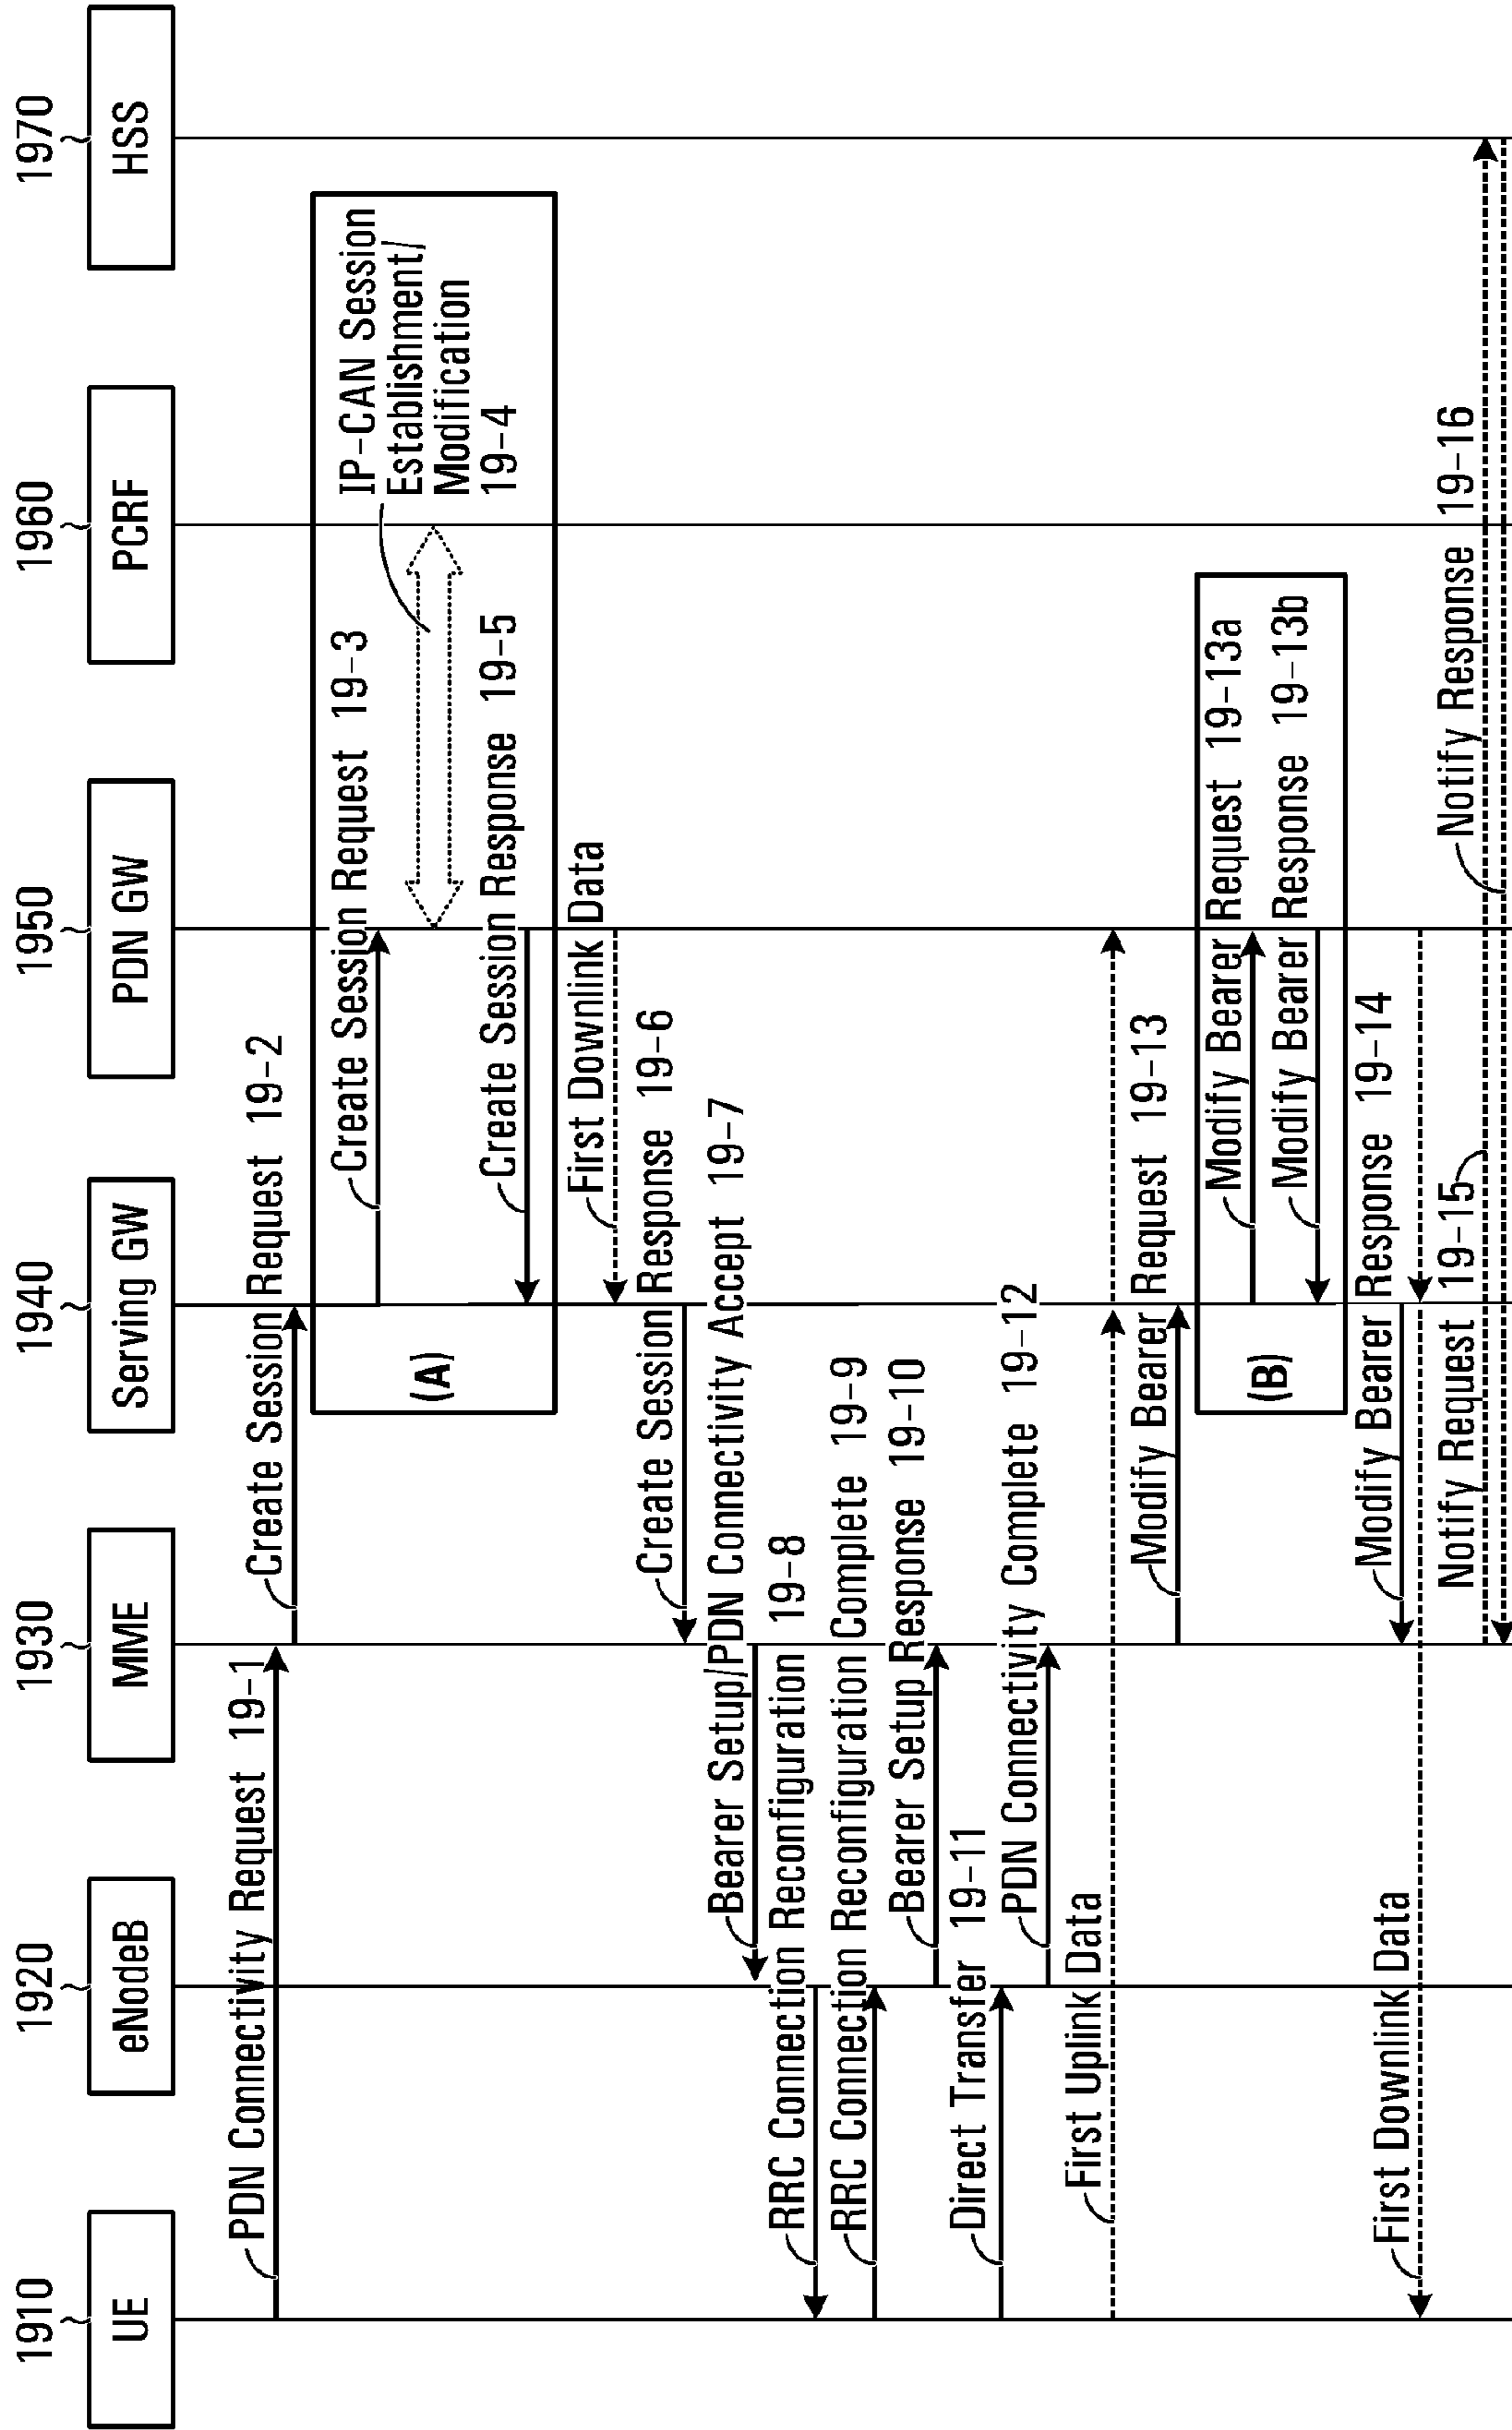 1910
1920
1930
1940
1950
1960
1970
UE
eNodeB
MME
Serving GW
PDN GW
PCRF
HSS
PDN Connectivity Request 19-1
Create Session Request 19-2
(A)
Create Session Request 19-3
IP-CAN Session
Establishment/
Modification
19-4
Create Session Response 19-5
First Downlink Data
Create Session Response 19-6
Bearer Setup/PDN Connectivity Accept 19-7
RRC Connection Reconfiguration 19-8
RRC Connection Reconfiguration Complete 19-9
Bearer Setup Response 19-10
Direct Transfer 19-11
PDN Connectivity Complete 19-12
First Uplink Data
Modify Bearer Request 19-13
(B)
Modify Bearer Request 19-13a
Modify Bearer Response 19-13b
Modify Bearer Response 19-14
First Downlink Data
Notify Request 19-15
Notify Response 19-16